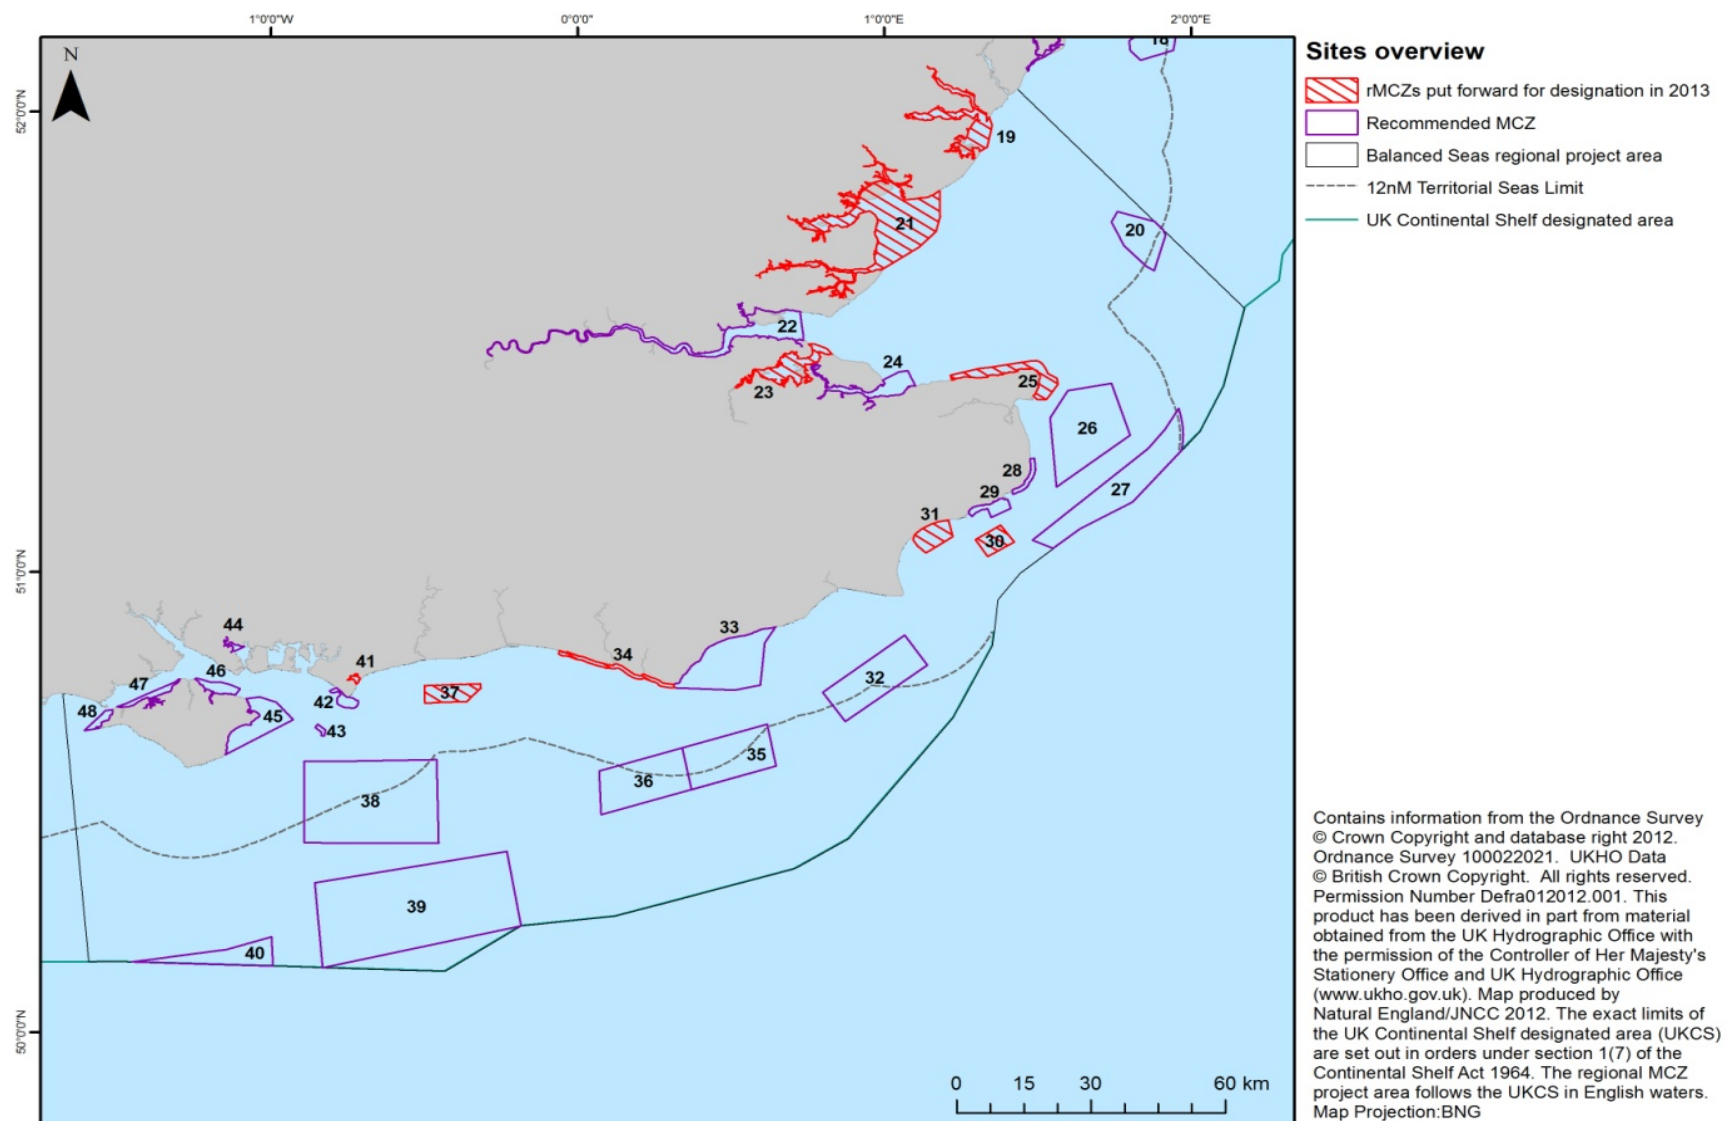 1°0'0"W
0°0'0"
1°0'0"E
2°0'0"E
N
52°0'0"N
51°0'0"N
50°0'0"N
18
19
20
21
22
23
24
25
26
27
28
29
30
31
32
33
34
35
36
37
38
39
40
41
42
43
44
45
46
47
48
0 15 30 60 km
Sites overview
rMCZs put forward for designation in 2013
Recommended MCZ
Balanced Seas regional project area
12nM Territorial Seas Limit
UK Continental Shelf designated area
Contains information from the Ordnance Survey
© Crown Copyright and database right 2012.
Ordnance Survey 100022021. UKHO Data
© British Crown Copyright. All rights reserved.
Permission Number Defra012012.001. This
product has been derived in part from material
obtained from the UK Hydrographic Office with
the permission of the Controller of Her Majesty's
Stationery Office and UK Hydrographic Office
(www.ukho.gov.uk). Map produced by
Natural England/JNCC 2012. The exact limits of
the UK Continental Shelf designated area (UKCS)
are set out in orders under section 1(7) of the
Continental Shelf Act 1964. The regional MCZ
project area follows the UKCS in English waters.
Map Projection:BNG